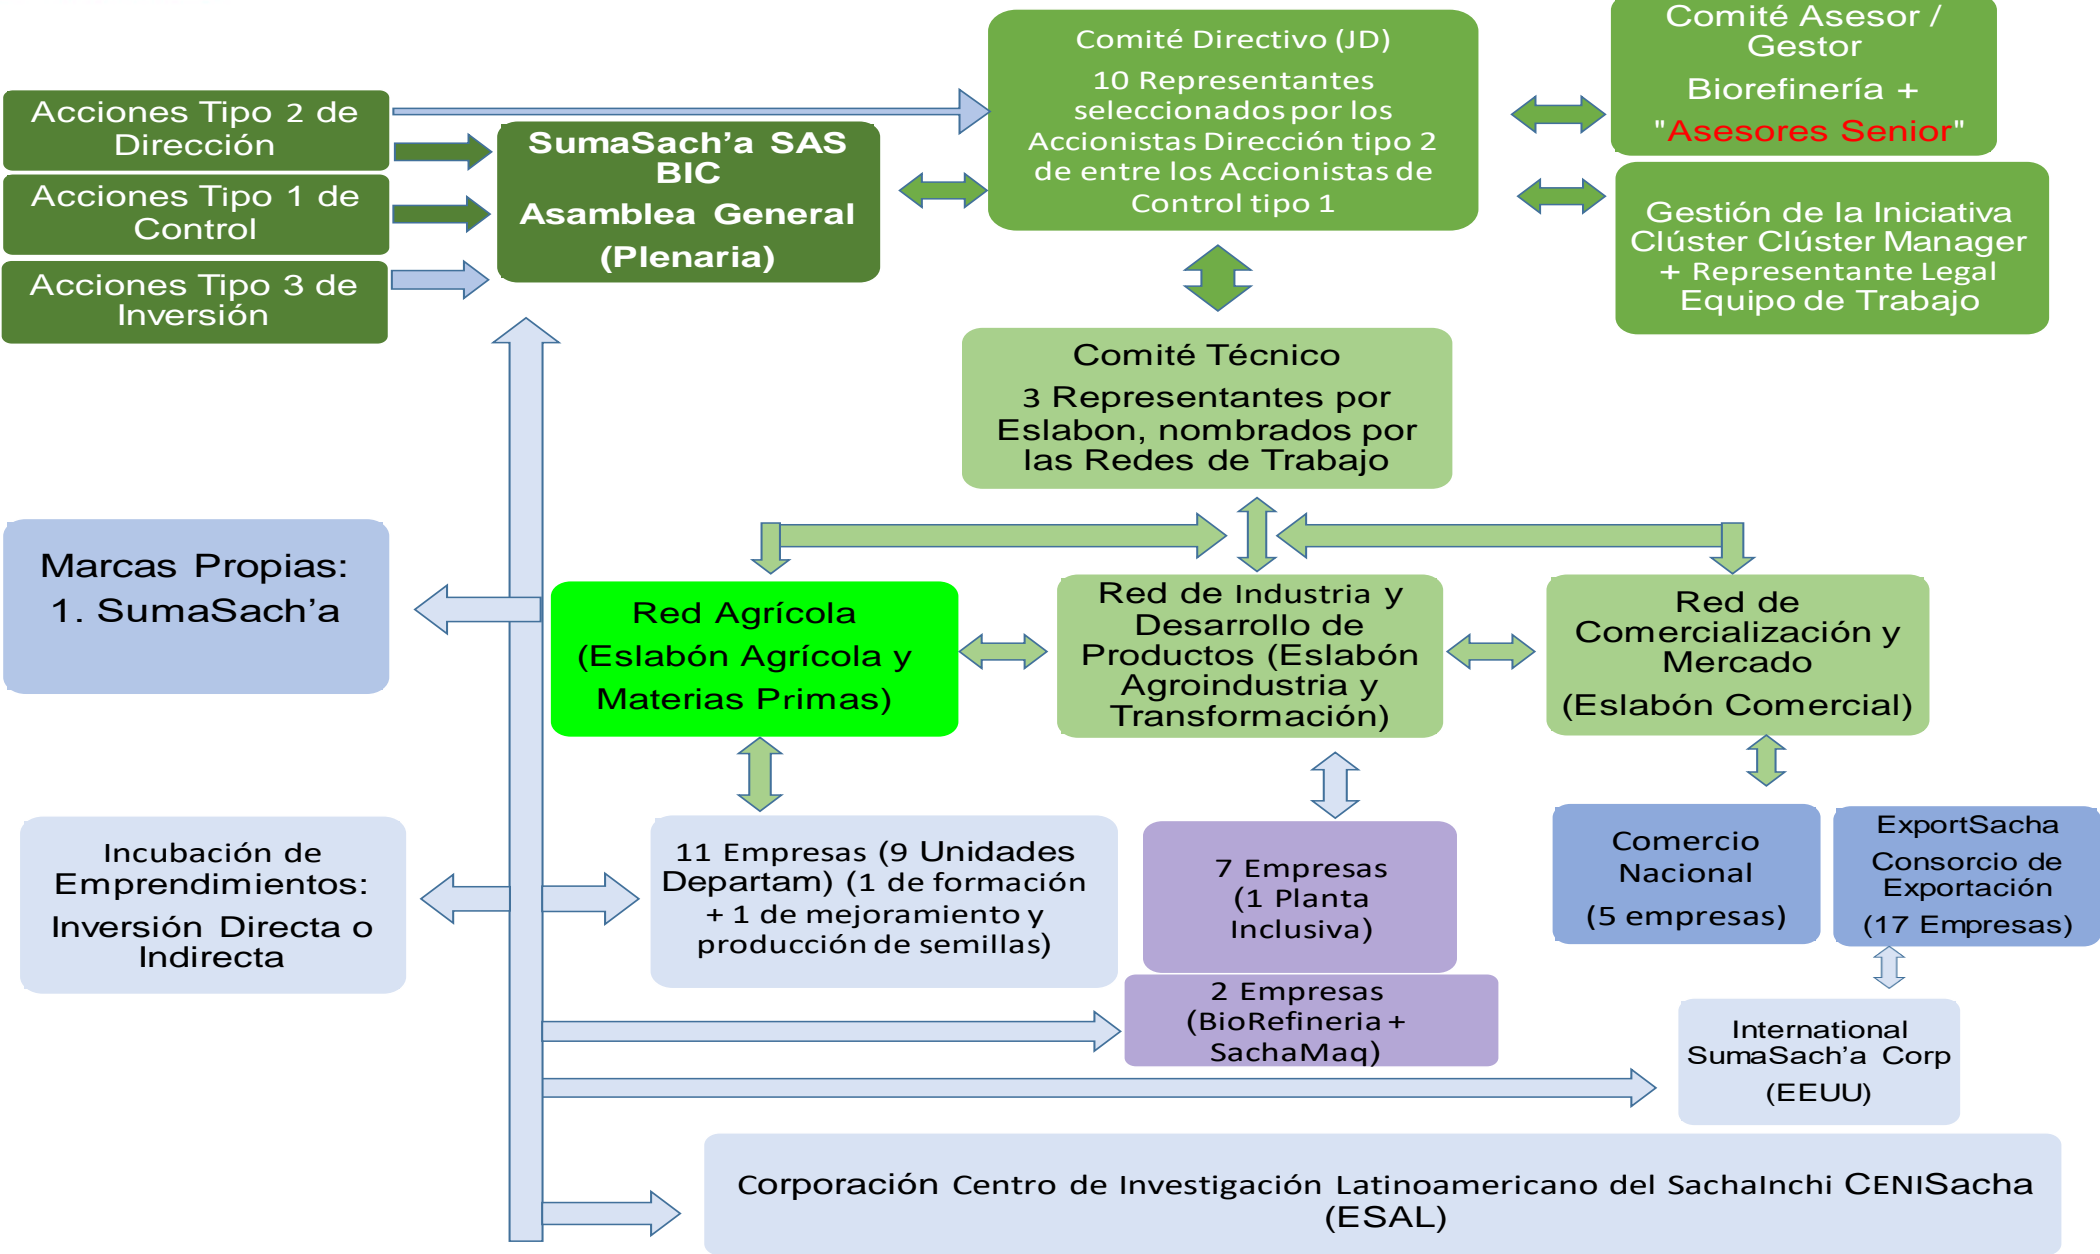 Acciones Tipo 2 de
Dirección
Acciones Tipo 1 de
Control
Acciones Tipo 3 de
Inversión
SumaSach’a SAS
BIC
Asamblea General
(Plenaria)
Comité Directivo (JD)
10 Representantes
seleccionados por los
Accionistas Dirección tipo 2
de entre los Accionistas de
Control tipo 1
Comité Asesor /
Gestor
Biorefinería +
"Asesores Senior"
Gestión de la Iniciativa
Clúster Clúster Manager
+ Representante Legal
Equipo de Trabajo
Comité Técnico
3 Representantes por
Eslabon, nombrados por
las Redes de Trabajo
Marcas Propias:
1. SumaSach’a
Red Agrícola
(Eslabón Agrícola y
Materias Primas)
Red de Industria y
Desarrollo de
Productos (Eslabón
Agroindustria y
Transformación)
Red de
Comercialización y
Mercado
(Eslabón Comercial)
Incubación de
Emprendimientos:
Inversión Directa o
Indirecta
11 Empresas (9 Unidades
Departam) (1 de formación
+ 1 de mejoramiento y
producción de semillas)
7 Empresas
(1 Planta
Inclusiva)
2 Empresas
(BioRefineria +
SachaMaq)
Comercio
Nacional
(5 empresas)
ExportSacha
Consorcio de
Exportación
(17 Empresas)
International
SumaSach’a Corp
(EEUU)
Corporación Centro de Investigación Latinoamericano del SachaInchi CENISacha
(ESAL)